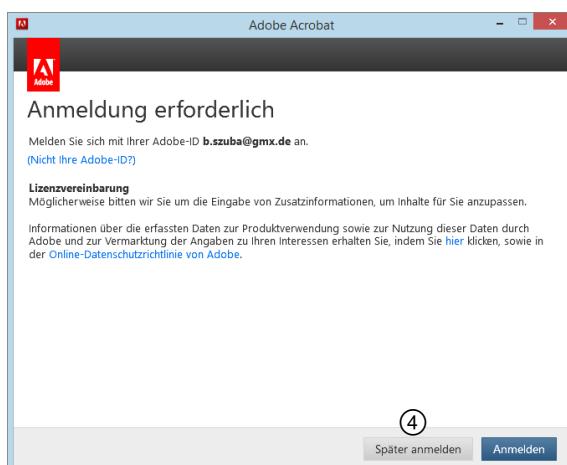 Adobe Acrobat
Adobe
Anmeldung erforderlich
Melden Sie sich mit Ihrer Adobe-ID b.szuba@gmx.de an.
(Nicht Ihre Adobe-ID?)
Lizenzvereinbarung
Möglicherweise bitten wir Sie um die Eingabe von Zusatzinformationen, um Inhalte für Sie anzupassen.
Informationen über die erfassten Daten zur Produktverwendung sowie zur Nutzung dieser Daten durch
Adobe und zur Vermarktung der Angaben zu Ihren Interessen erhalten Sie, indem Sie hier klicken, sowie in
der Online-Datenschutzrichtlinie von Adobe.
4
Später anmelden Anmelden